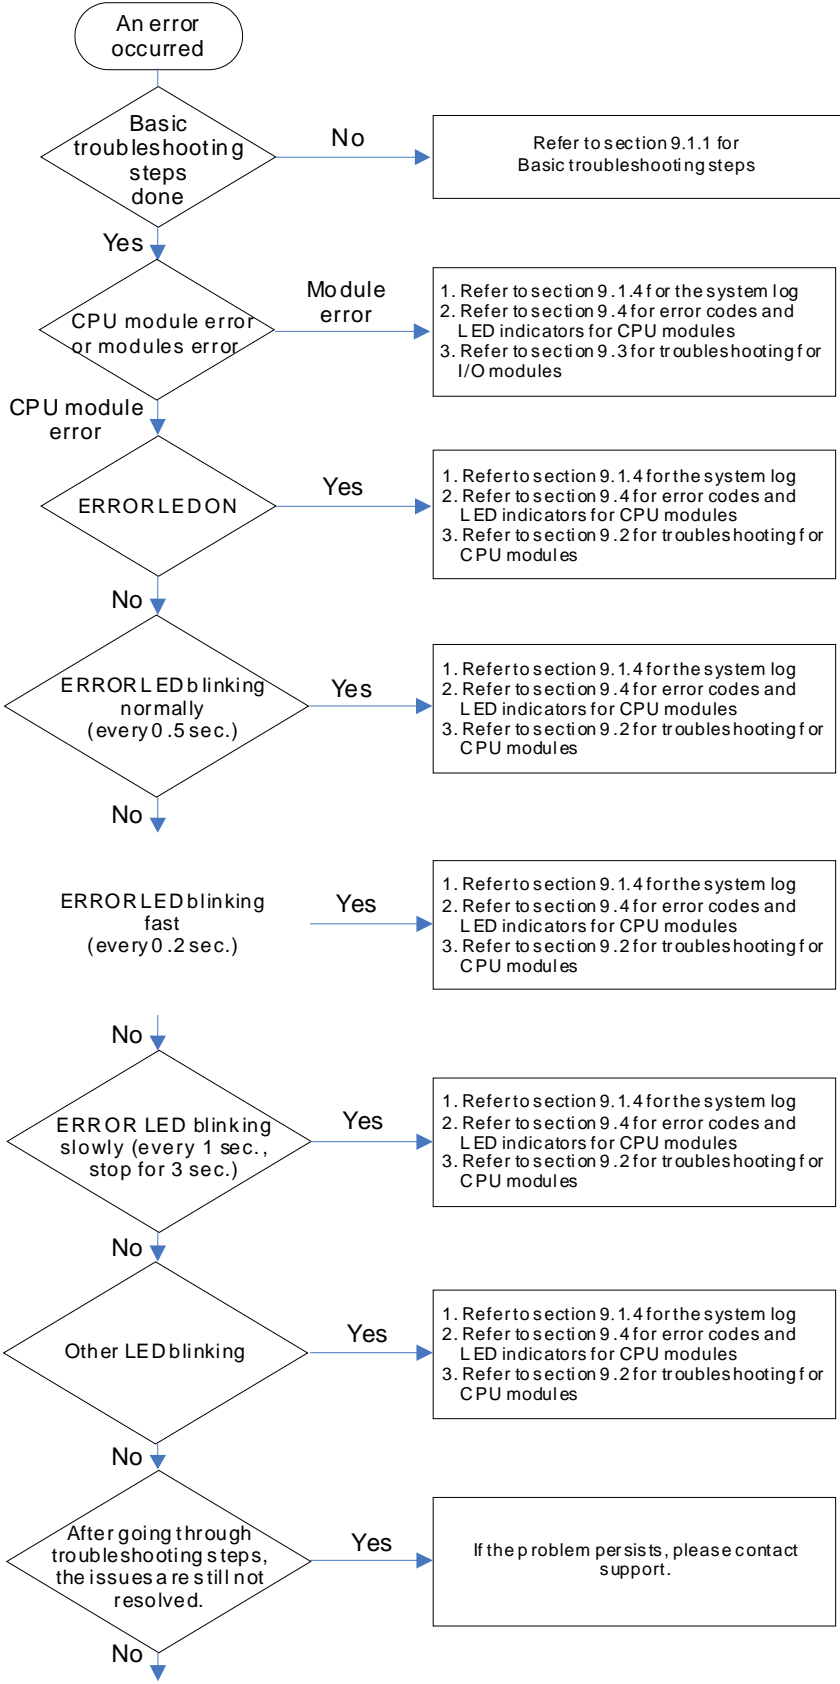 An error
occurred
Basic
troubleshooting
steps
done
No
Refer to section 9.1.1 for
Basic troubleshooting steps
Yes
CPU module error
or modules error
Module
error
1. Refer to section 9.1.4 for the system log
2. Refer to section 9.4 for error codes and
LED indicators for CPU modules
3. Refer to section 9.3 for troubleshooting for
I/O modules
CPU module
error
ERROR LED ON
Yes
1. Refer to section 9.1.4 for the system log
2. Refer to section 9.4 for error codes and
LED indicators for CPU modules
3. Refer to section 9.2 for troubleshooting for
CPU modules
No
ERROR LED blinking
normally
(every 0.5 sec.)
Yes
1. Refer to section 9.1.4 for the system log
2. Refer to section 9.4 for error codes and
LED indicators for CPU modules
3. Refer to section 9.2 for troubleshooting for
CPU modules
No
ERROR LED blinking
fast
(every 0.2 sec.)
Yes
1. Refer to section 9.1.4 for the system log
2. Refer to section 9.4 for error codes and
LED indicators for CPU modules
3. Refer to section 9.2 for troubleshooting for
CPU modules
No
ERROR LED blinking
slowly (every 1 sec.,
stop for 3 sec.)
Yes
1. Refer to section 9.1.4 for the system log
2. Refer to section 9.4 for error codes and
LED indicators for CPU modules
3. Refer to section 9.2 for troubleshooting for
CPU modules
No
Other LED blinking
Yes
1. Refer to section 9.1.4 for the system log
2. Refer to section 9.4 for error codes and
LED indicators for CPU modules
3. Refer to section 9.2 for troubleshooting for
CPU modules
No
After going through
troubleshooting steps,
the issues are still not
resolved.
Yes
If the problem persists, please contact
support.
No